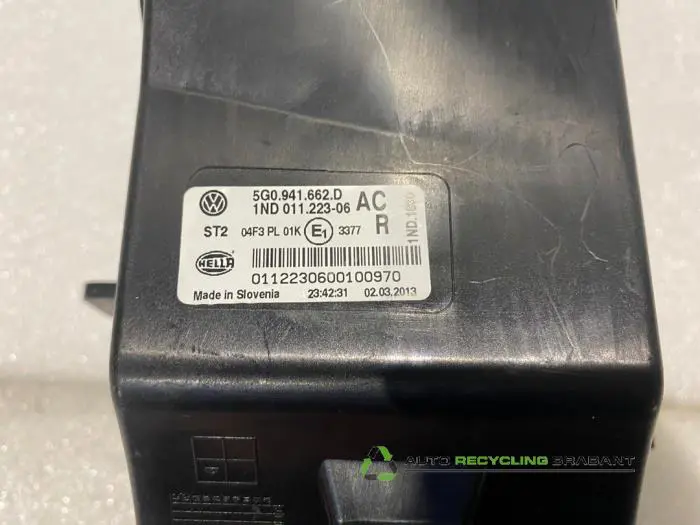 5G0.941.662.D AC
1ND 011.223-06 R
ST2 04F3 PL 01K E1 3377
HELLA
0112230600100970
Made in Slovenia 23:42:31 02.03.2013
AUTO RECYCLING BRABANT